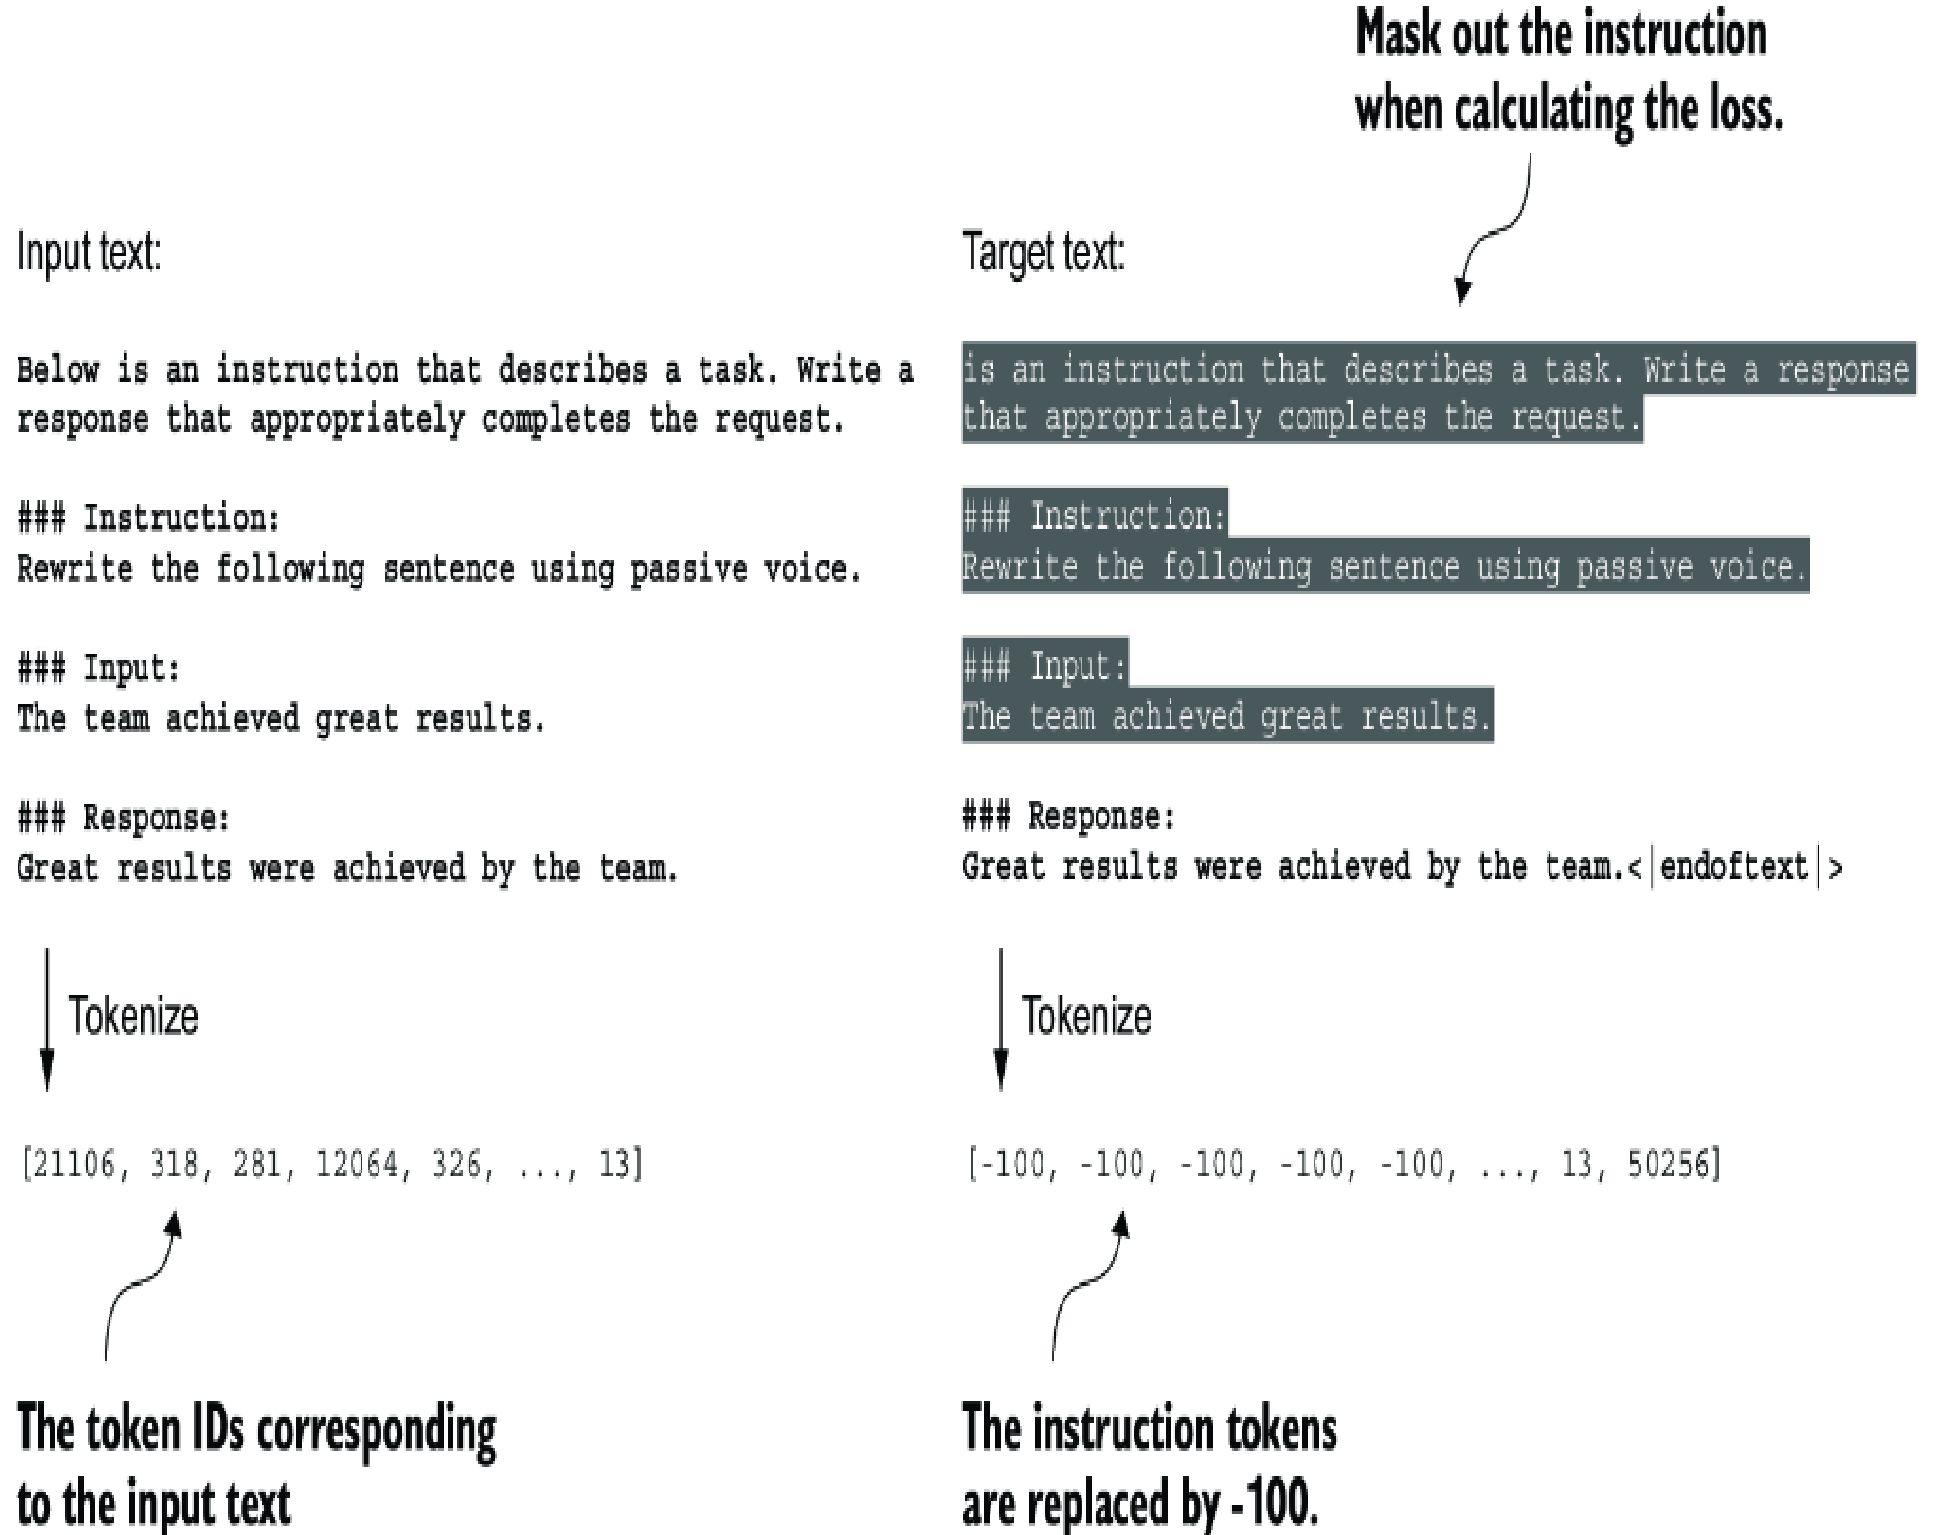 Mask out the instruction
when calculating the loss.
Input text:
Below is an instruction that describes a task. Write a
response that appropriately completes the request.
### Instruction:
Rewrite the following sentence using passive voice.
### Input:
The team achieved great results.
### Response:
Great results were achieved by the team.
Tokenize
[21106, 318, 281, 12064, 326, ..., 13]
The token IDs corresponding
to the input text
Target text:
is an instruction that describes a task. Write a response
that appropriately completes the request.
### Instruction:
Rewrite the following sentence using passive voice.
### Input:
The team achieved great results.
### Response:
Great results were achieved by the team.<|endoftext|>
Tokenize
[-100, -100, -100, -100, -100, ..., 13, 50256]
The instruction tokens
are replaced by -100.